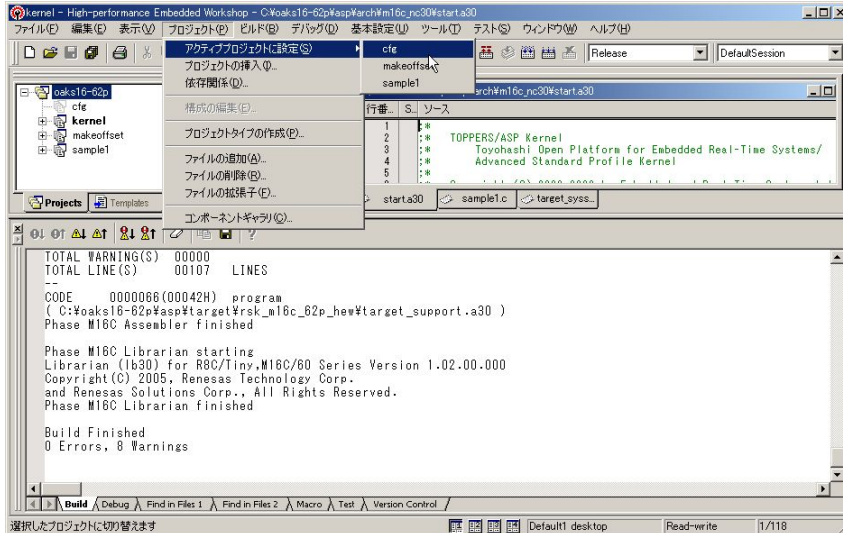 kernel - High-performance Embedded Workshop - C:¥oaks16-62p¥asp¥arch¥m16c_nc30¥start.a30
ファイル(F) 編集(E) 表示(V) プロジェクト(P) ビルド(B) デバッグ(D) 基本設定(U) ツール(T) テスト(S) ウィンドウ(W) ヘルプ(H)
Release
DefaultSession
アクティブプロジェクトに設定(S)
プロジェクトの挿入(I)...
依存関係(D)...
構成の編集(E)...
プロジェクトタイプの作成(P)...
ファイルの追加(A)...
ファイルの削除(R)...
ファイルの拡張子(F)...
コンポーネントギャラリ(G)...
cfg
makeoffset
sample1
oaks16-62p
cfg
kernel
makeoffset
sample1
Projects Templates
arch¥m16c_nc30¥start.a30
行番... S... ソース
1 ;*
2 ;* TOPPERS/ASP Kernel
3 ;* Toyohashi Open Platform for Embedded Real-Time Systems/
4 ;* Advanced Standard Profile Kernel
5 ;*
6 ;*
start.a30 sample1.c target_syss...
TOTAL WARNING(S) 00000
TOTAL LINE(S) 00107 LINES
--
CODE 0000066(00042H) program
( C:¥oaks16-62p¥asp¥target¥rsk_m16c_62p_hew¥target_support.a30 )
Phase M16C Assembler finished
Phase M16C Librarian starting
Librarian (lb30) for R8C/Tiny,M16C/60 Series Version 1.02.00.000
Copyright(C) 2005, Renesas Technology Corp.
and Renesas Solutions Corp., All Rights Reserved.
Phase M16C Librarian finished
Build Finished
0 Errors, 8 Warnings
Build Debug Find in Files 1 Find in Files 2 Macro Test Version Control
選択したプロジェクトに切り替えます
Default1 desktop
Read-write
1/118